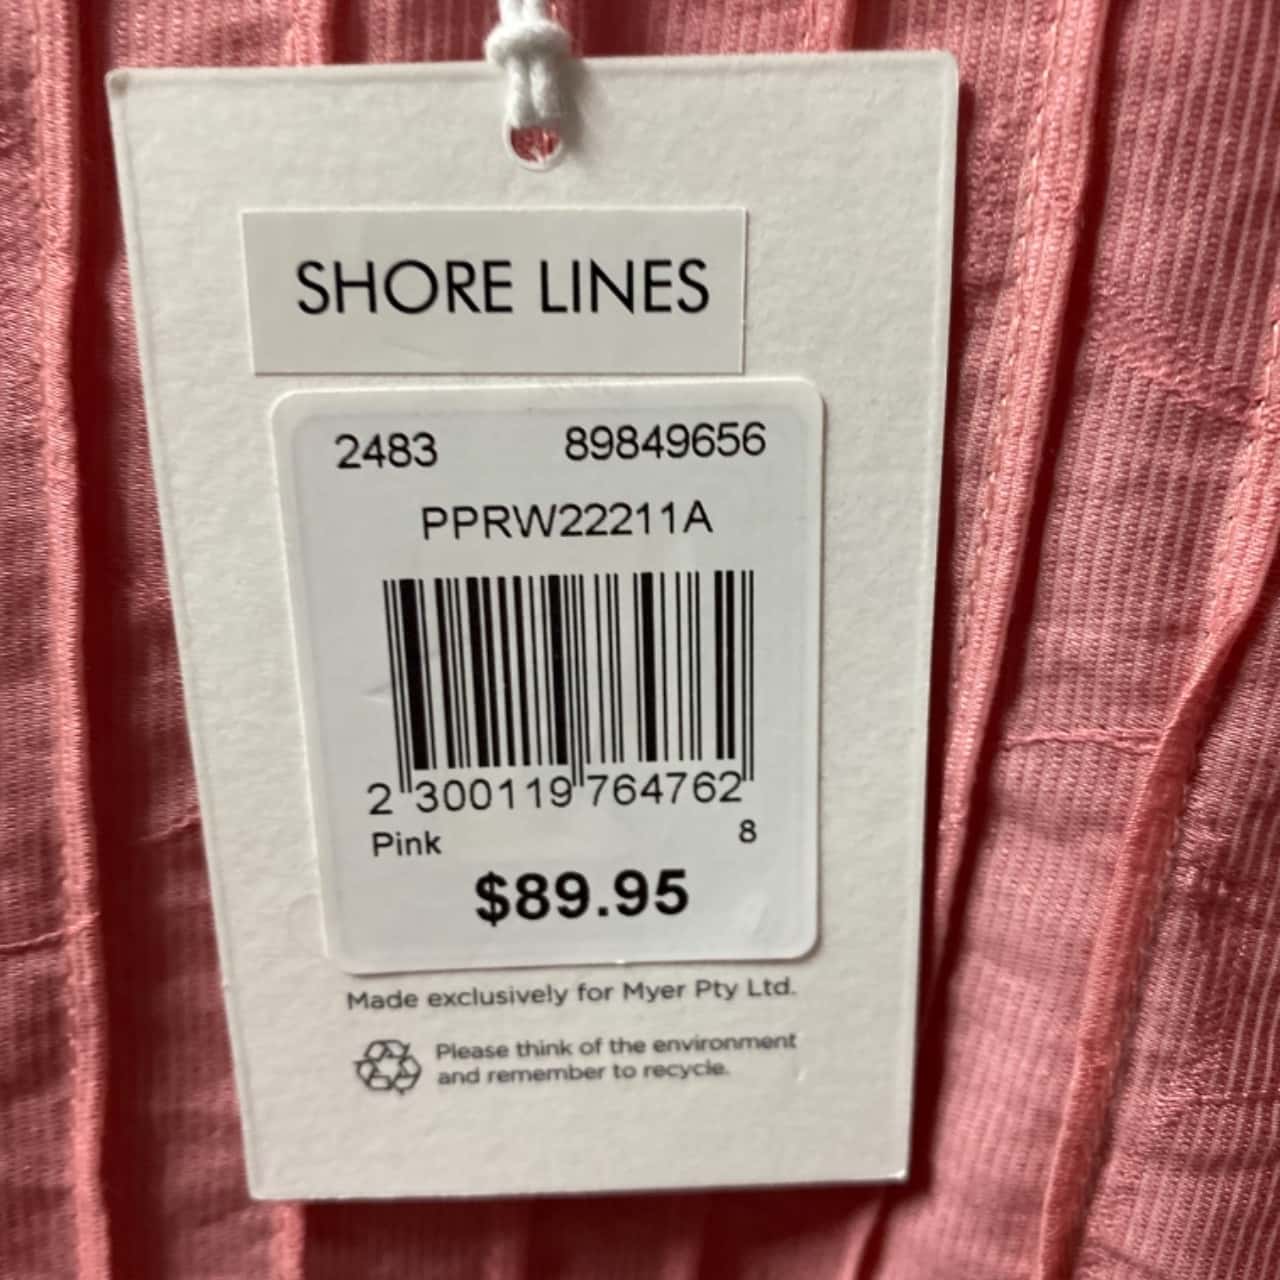 SHORE LINES
2483 89849656
PPRW22211A
2 300119 764762
Pink 8
$89.95
Made exclusively for Myer Pty Ltd.
Please think of the environment
and remember to recycle.